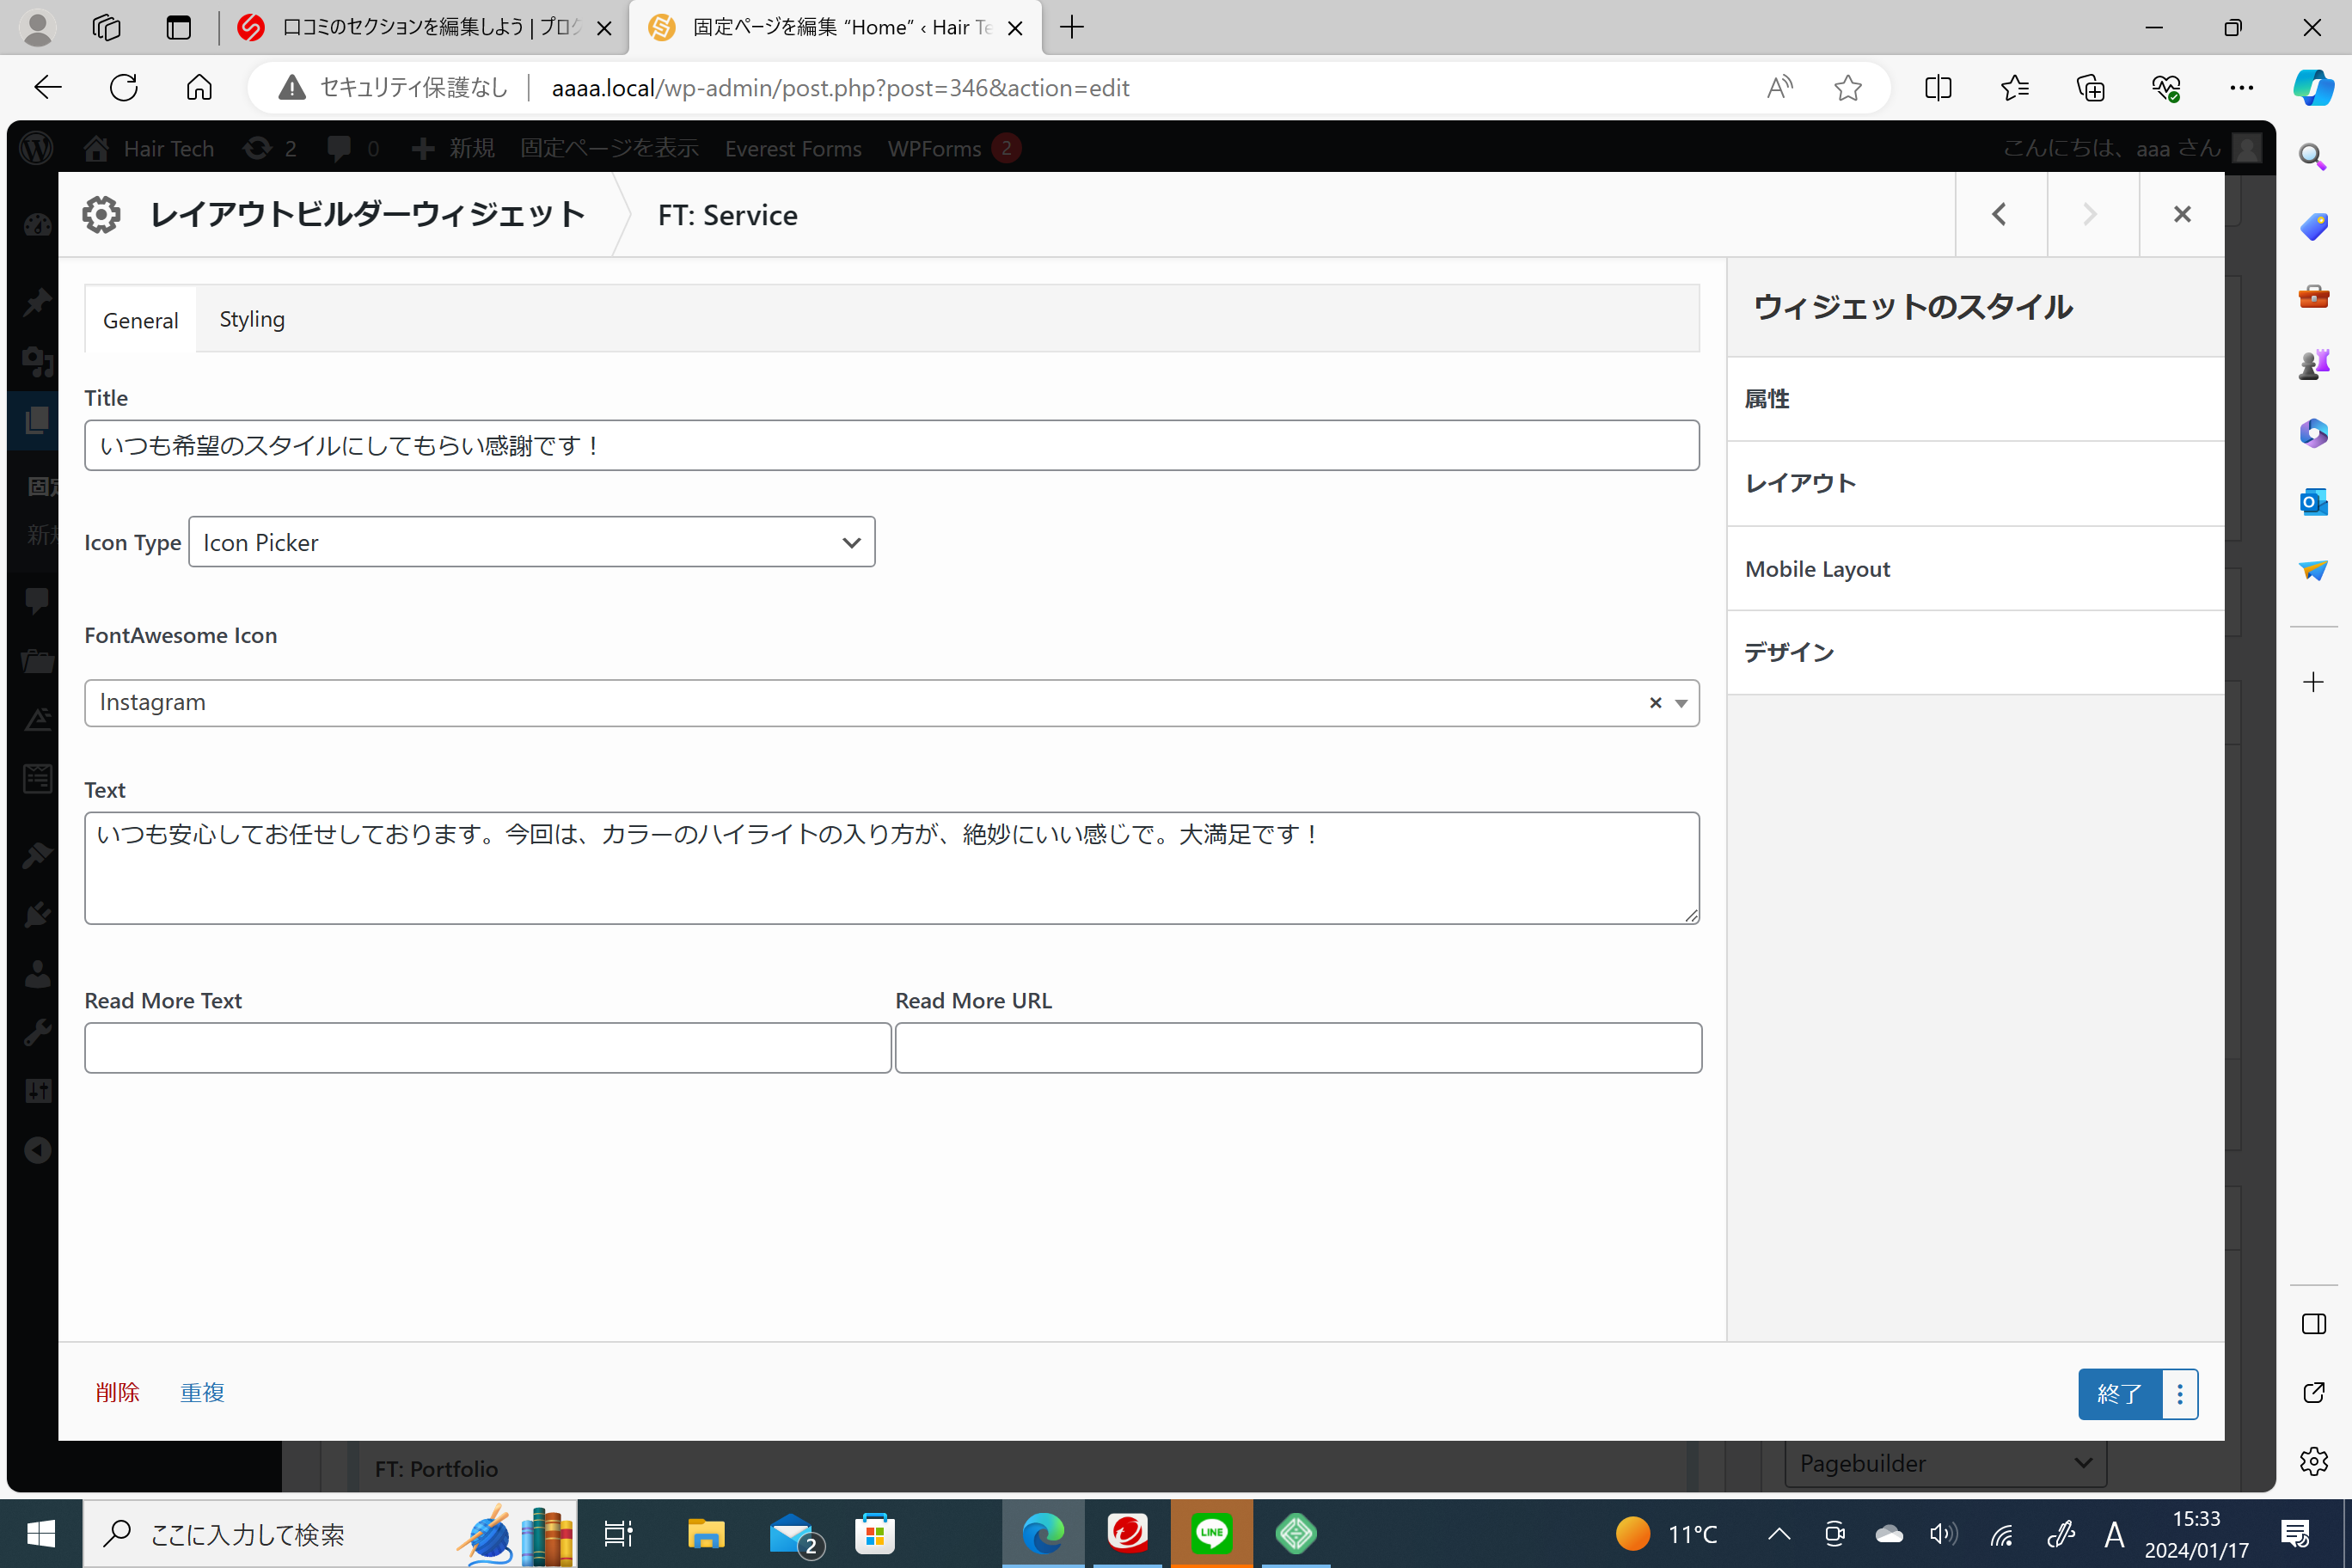 口コミのセクションを編集しよう | プログ
固定ページを編集 “Home” ‹ Hair Te
セキュリティ保護なし
aaaa.local/wp-admin/post.php?post=346&action=edit
Hair Tech
2
0
新規
固定ページを表示
Everest Forms
WPForms
2
こんにちは、aaa さん
レイアウトビルダーウィジェット
FT: Service
General
Styling
ウィジェットのスタイル
Title
属性
いつも希望のスタイルにしてもらい感謝です！
レイアウト
固定
新規
Icon Type
Icon Picker
Mobile Layout
FontAwesome Icon
デザイン
Instagram
Text
いつも安心してお任せしております。今回は、カラーのハイライトの入り方が、絶妙にいい感じで。大満足です！
Read More Text
Read More URL
削除
重複
終了
FT: Portfolio
Pagebuilder
ここに入力して検索
2
LINE
11°C
A
15:33
2024/01/17